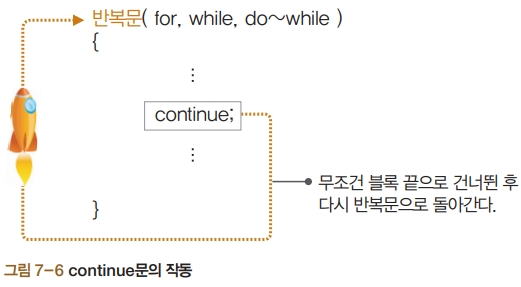 반복문( for, while, do~while )
{
⋮
continue;
⋮
무조건 블록 끝으로 건너뛴 후
다시 반복문으로 돌아간다.
}
그림 7-6 continue문의 작동